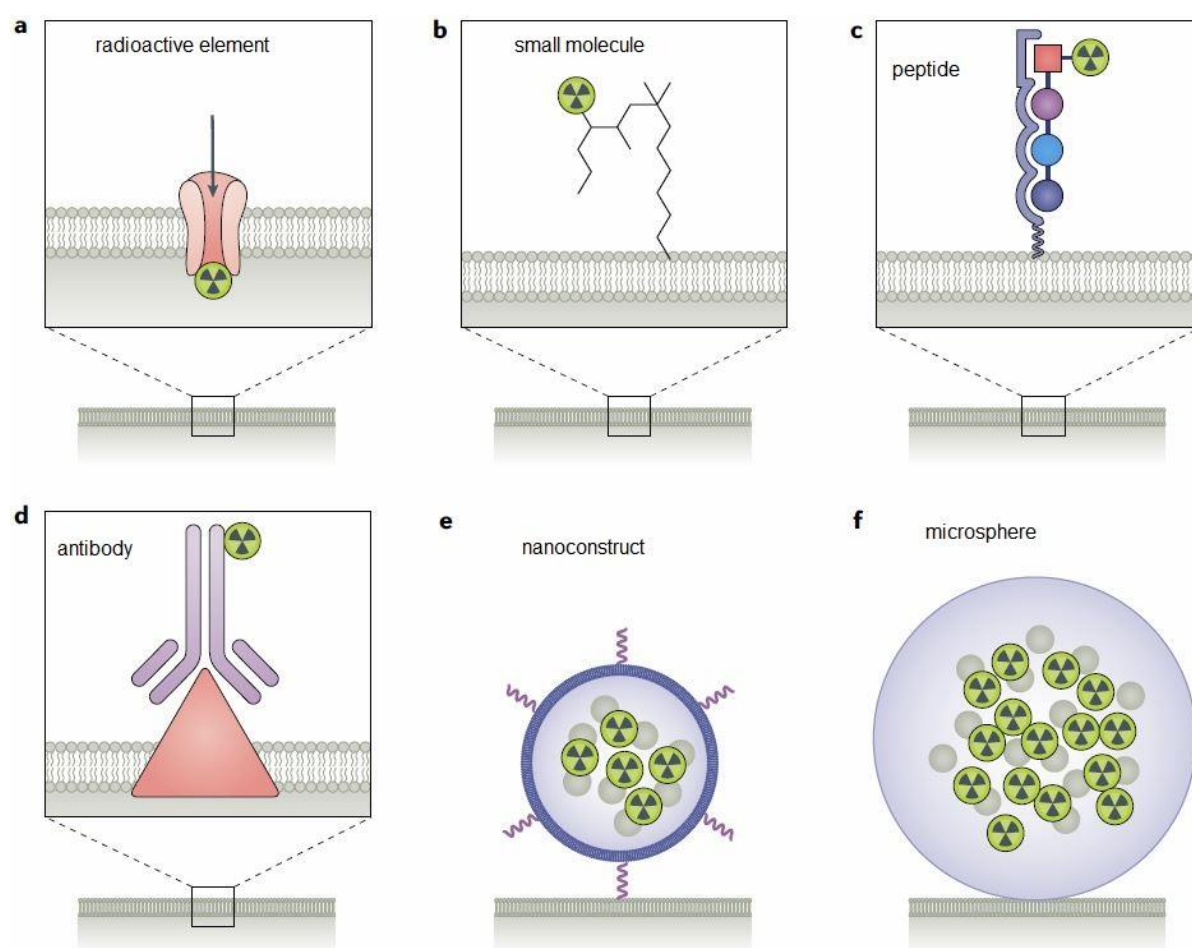 a
radioactive element
b
small molecule
c
peptide
d
antibody
e
nanoconstruct
f
microsphere